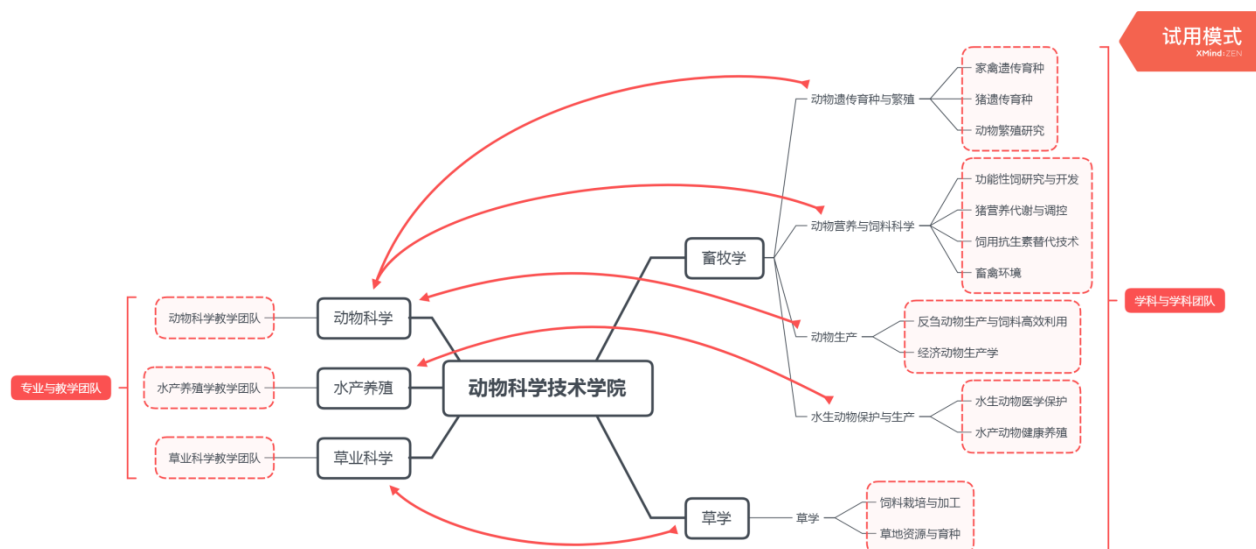 试用模式
XMind:ZEN
家禽遗传育种
动物遗传育种与繁殖
猪遗传育种
动物繁殖研究
功能性饲研究与开发
猪营养代谢与调控
动物营养与饲料科学
饲用抗生素替代技术
畜牧学
畜禽环境
学科与学科团队
动物科学教学团队
动物科学
反刍动物生产与饲料高效利用
动物生产
经济动物生产学
专业与教学团队
水产养殖学教学团队
水产养殖
动物科学技术学院
水生动物医学保护
水生动物保护与生产
水产动物健康养殖
草业科学教学团队
草业科学
饲料栽培与加工
草学
草学
草地资源与育种